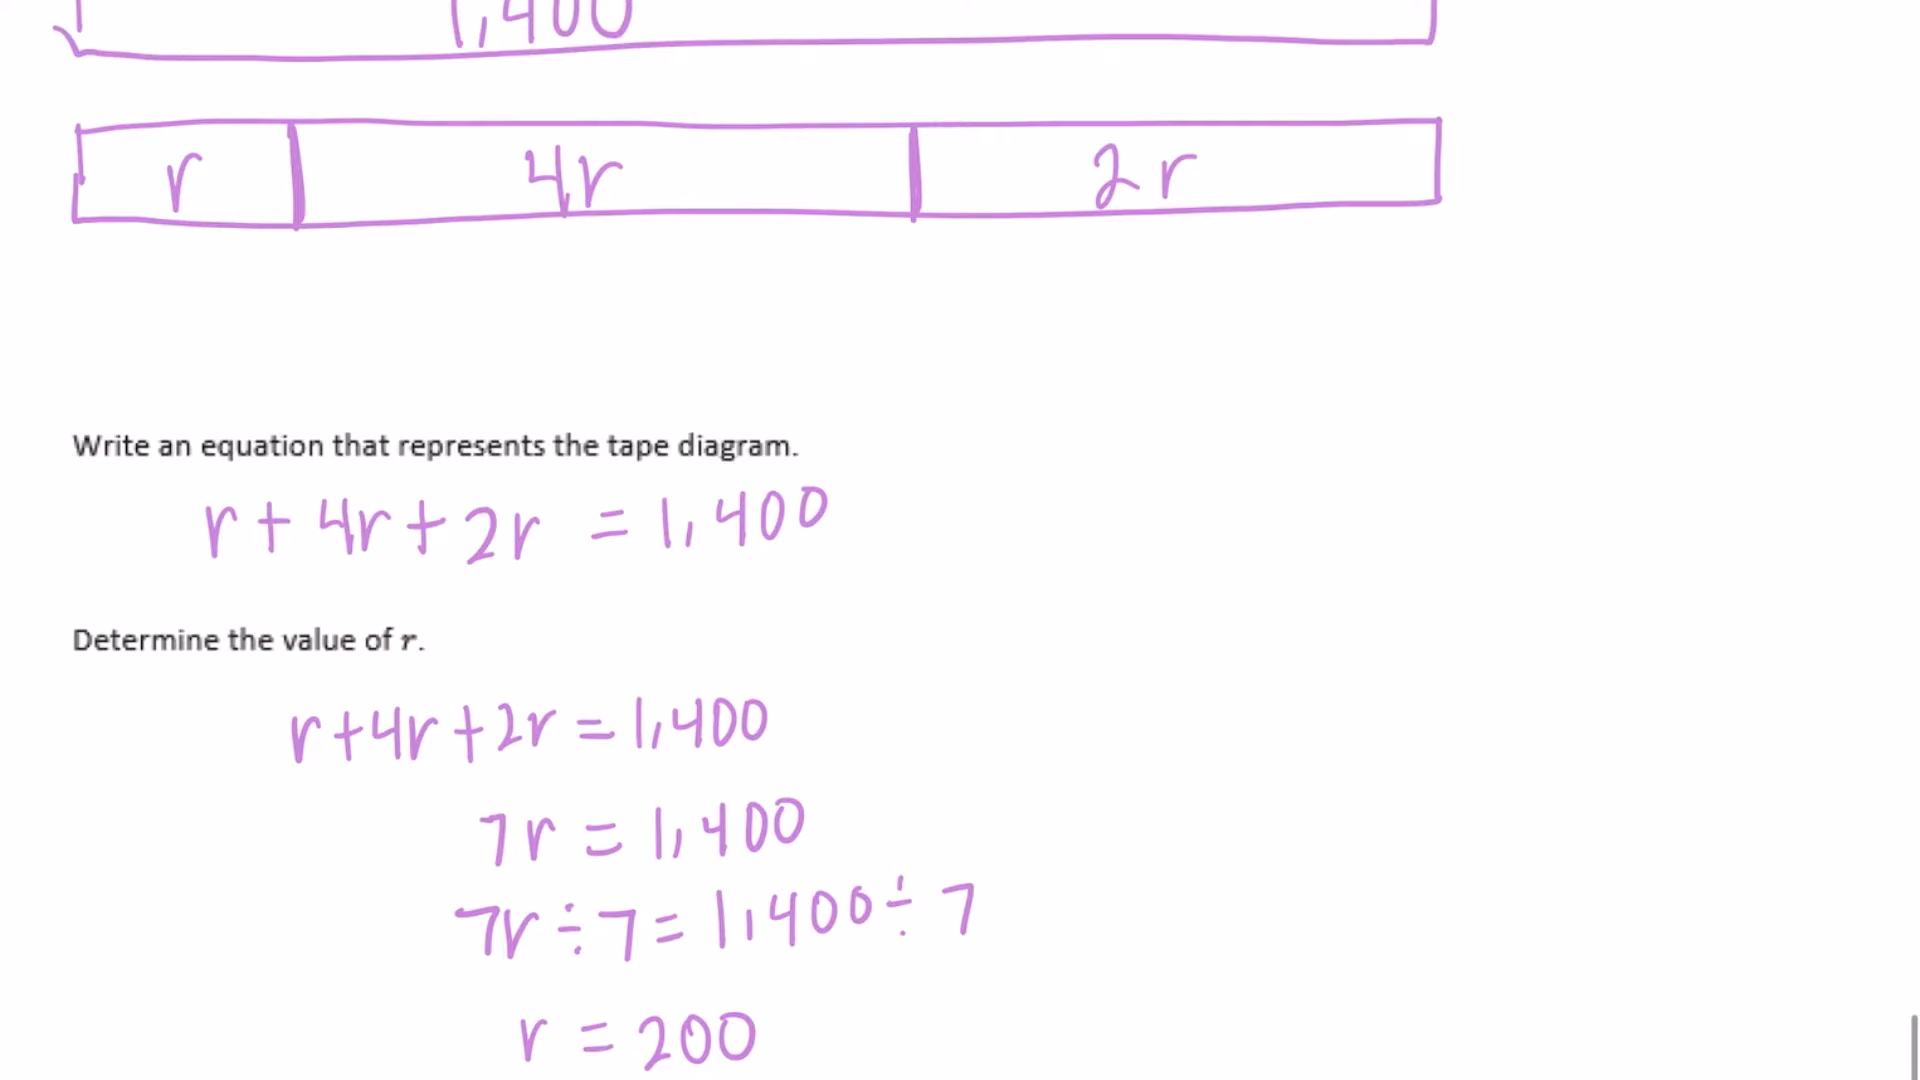 1,400
r 4r 2r
Write an equation that represents the tape diagram.
r + 4r + 2r = 1,400
Determine the value of r.
r+4r+2r=1,400
7r = 1,400
7r ÷ 7 = 1,400 ÷ 7
r = 200